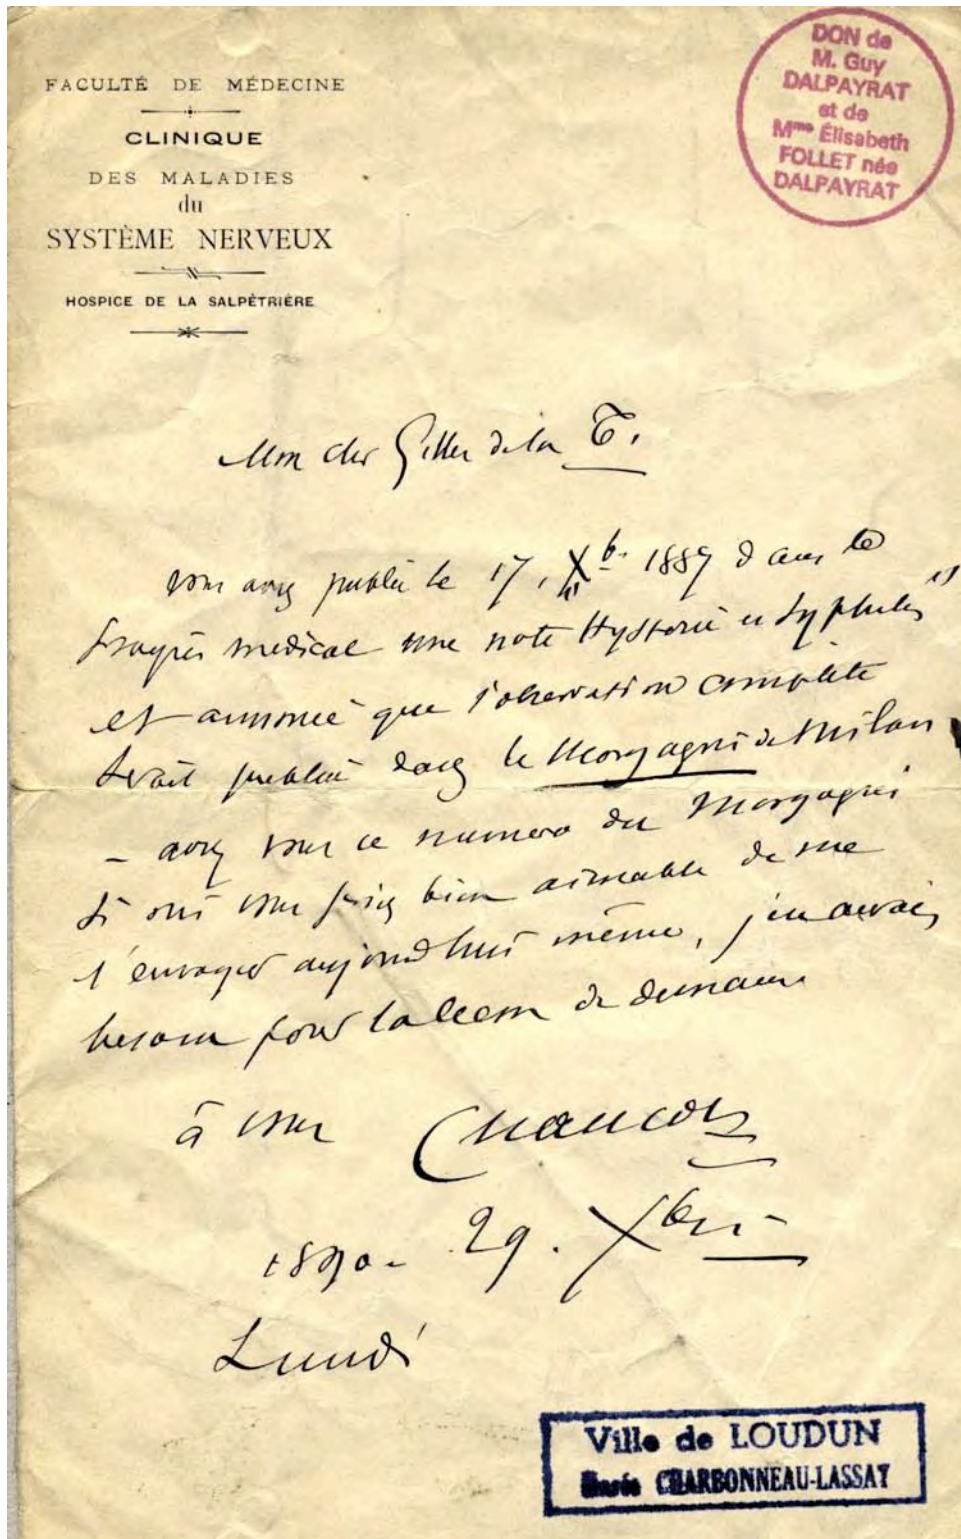 FACULTÉ DE MÉDECINE
CLINIQUE
DES MALADIES
du
SYSTÈME NERVEUX
HOSPICE DE LA SALPÊTRIÈRE
DON de
M. Guy
DALPAYRAT
et de
Mme Élisabeth
FOLLET née
DALPAYRAT
Mon cher Gilles de la T.
vous avez publié le 17, Xb. 1887 dans le
Progrès médical une note Hystérie et Syphilis
et annoncé que l'observation complète
serait publiée dans le Morgagni de Milan
- avez vous ce numero du Morgagni
si oui vous seriez bien aimable de me
l'envoyer aujourd'hui même, j'en aurais
besoin pour la leçon de demain
à vous Charcot
1890 - 29. Xbre
Lundi
Ville de LOUDUN
Musée CHARBONNEAU-LASSAY